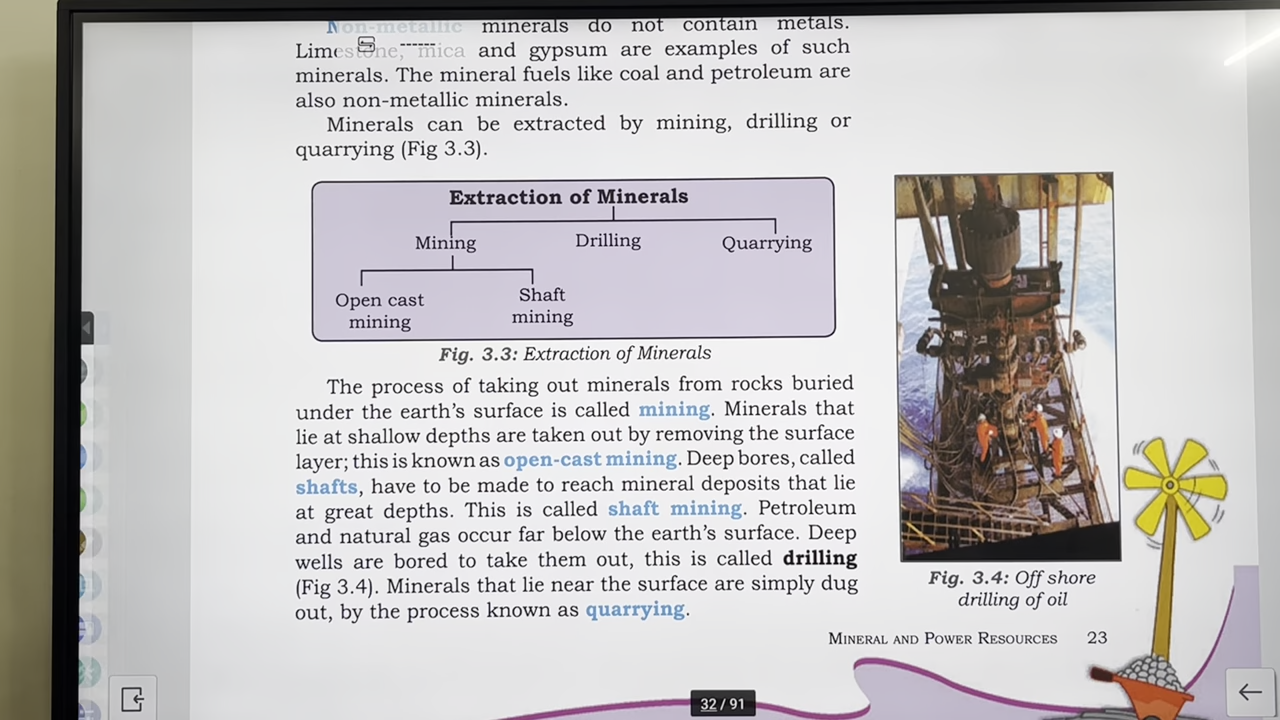 Non-metallic minerals do not contain metals.
Limestone, mica and gypsum are examples of such
minerals. The mineral fuels like coal and petroleum are
also non-metallic minerals.
Minerals can be extracted by mining, drilling or
quarrying (Fig 3.3).
Extraction of Minerals
Mining Drilling Quarrying
Open cast
mining
Shaft
mining
Fig. 3.3: Extraction of Minerals
The process of taking out minerals from rocks buried
under the earth’s surface is called mining. Minerals that
lie at shallow depths are taken out by removing the surface
layer; this is known as open-cast mining. Deep bores, called
shafts, have to be made to reach mineral deposits that lie
at great depths. This is called shaft mining. Petroleum
and natural gas occur far below the earth’s surface. Deep
wells are bored to take them out, this is called drilling
(Fig 3.4). Minerals that lie near the surface are simply dug
out, by the process known as quarrying.
Fig. 3.4: Off shore
drilling of oil
Mineral and Power Resources 23
32 / 91